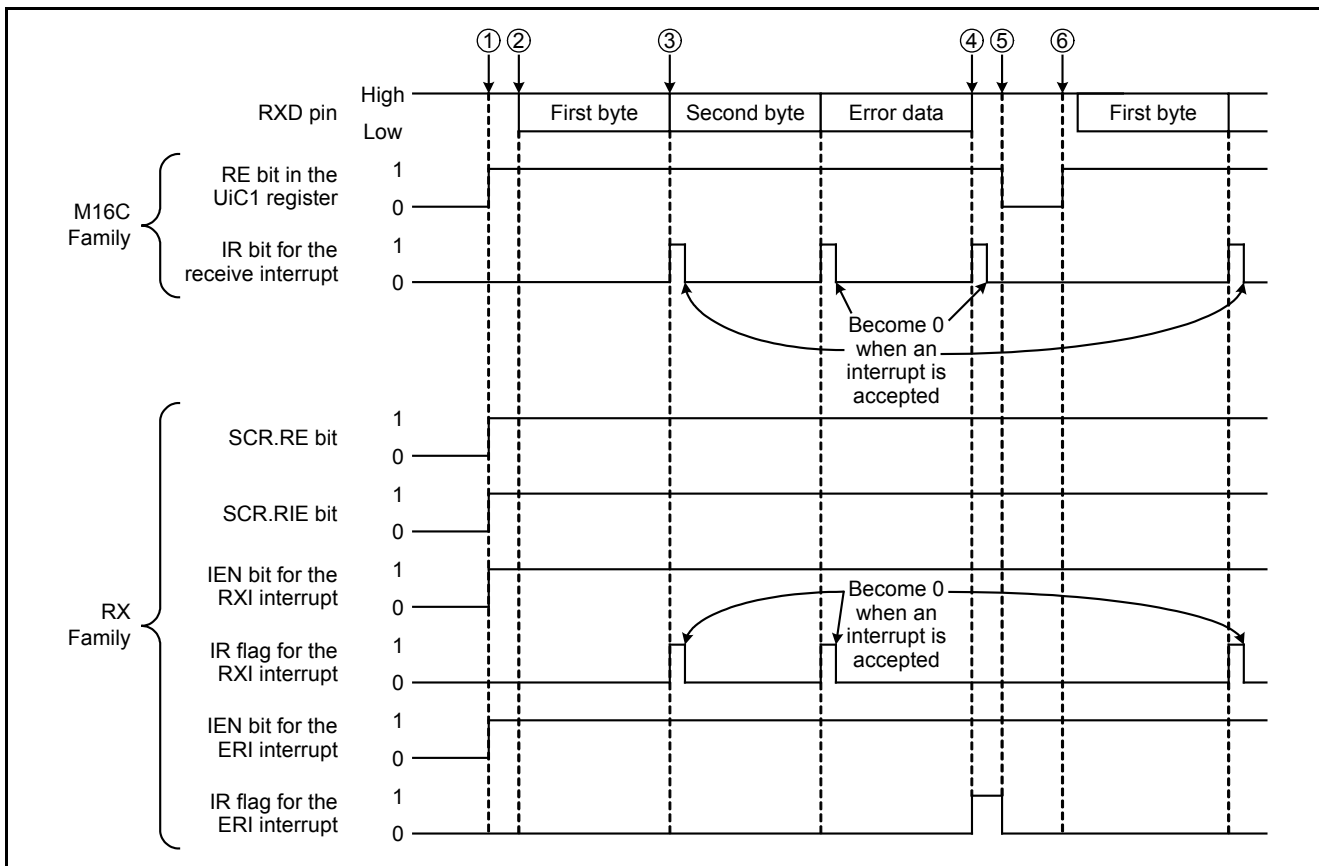 ① ② ③ ④ ⑤ ⑥
RXD pin
High
Low
First byte
Second byte
Error data
First byte
M16C
Family
RE bit in the
UiC1 register
1
0
IR bit for the
receive interrupt
1
0
Become 0
when an
interrupt is
accepted
RX
Family
SCR.RE bit
1
0
SCR.RIE bit
1
0
IEN bit for the
RXI interrupt
1
0
Become 0
when an
interrupt is
accepted
IR flag for the
RXI interrupt
1
0
IEN bit for the
ERI interrupt
1
0
IR flag for the
ERI interrupt
1
0